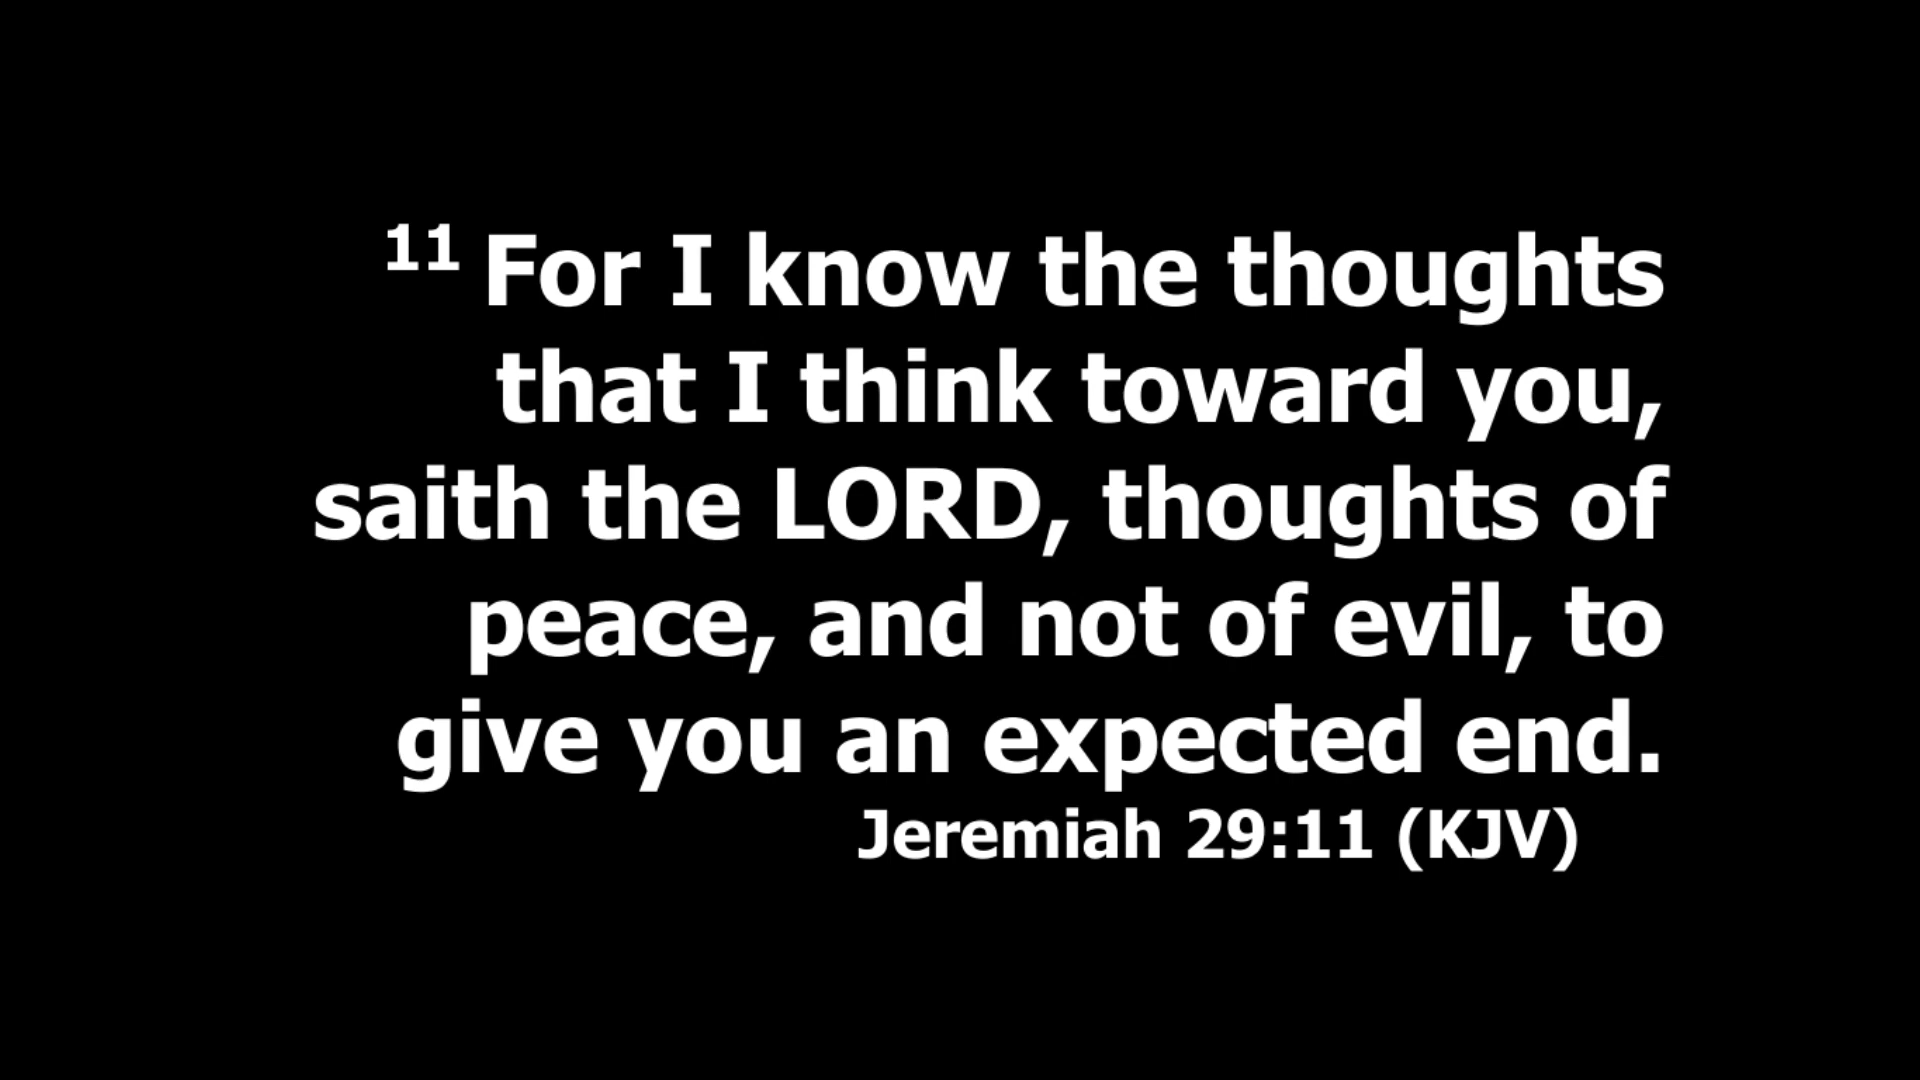 11 For I know the thoughts
that I think toward you,
saith the LORD, thoughts of
peace, and not of evil, to
give you an expected end.
Jeremiah 29:11 (KJV)